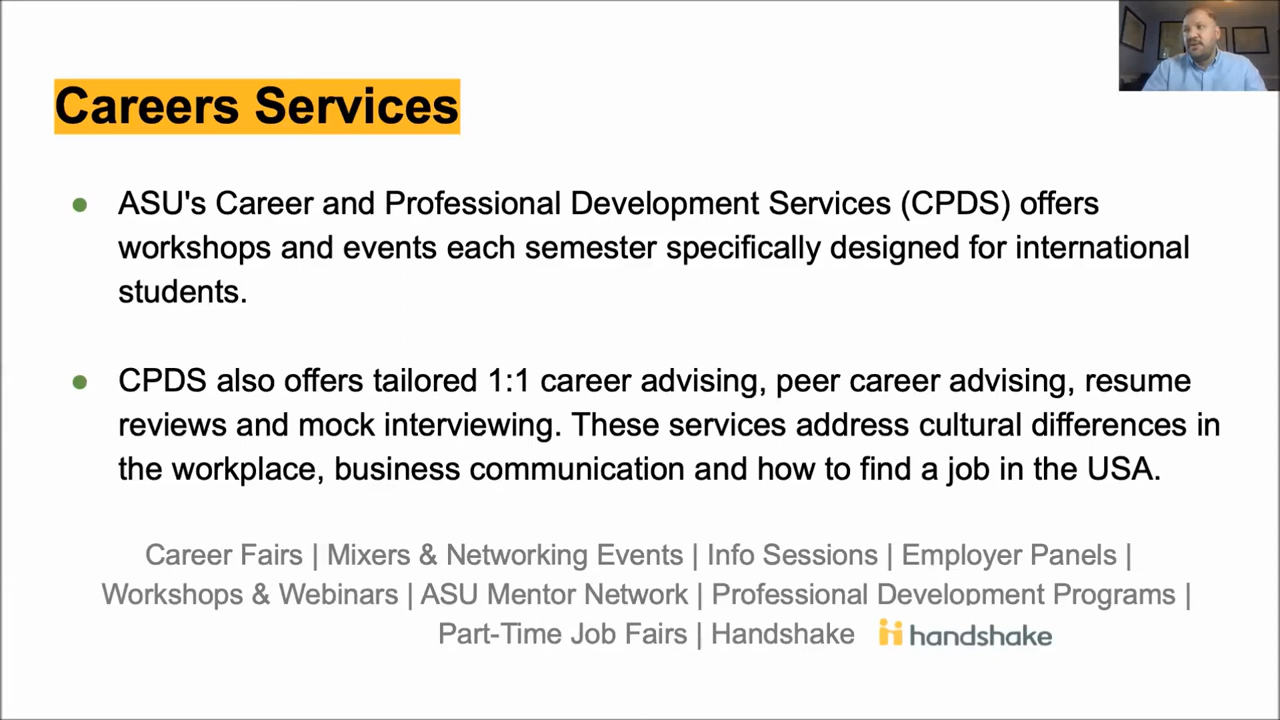 Careers Services
● ASU's Career and Professional Development Services (CPDS) offers
workshops and events each semester specifically designed for international
students.
● CPDS also offers tailored 1:1 career advising, peer career advising, resume
reviews and mock interviewing. These services address cultural differences in
the workplace, business communication and how to find a job in the USA.
Career Fairs | Mixers & Networking Events | Info Sessions | Employer Panels |
Workshops & Webinars | ASU Mentor Network | Professional Development Programs |
Part-Time Job Fairs | Handshake handshake